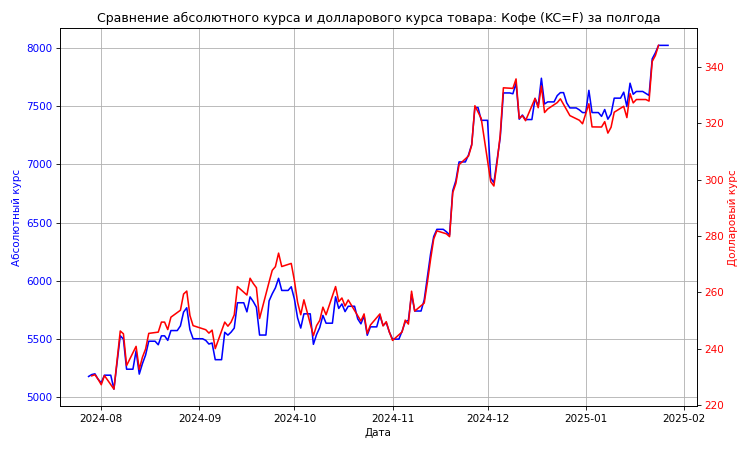 Сравнение абсолютного курса и долларового курса товара: Кофе (KC=F) за полгода
Абсолютный курс
8000
7500
7000
6500
6000
5500
5000
340
320
300
280
260
240
220
Долларовый курс
2024-08 2024-09 2024-10 2024-11 2024-12 2025-01 2025-02
Дата